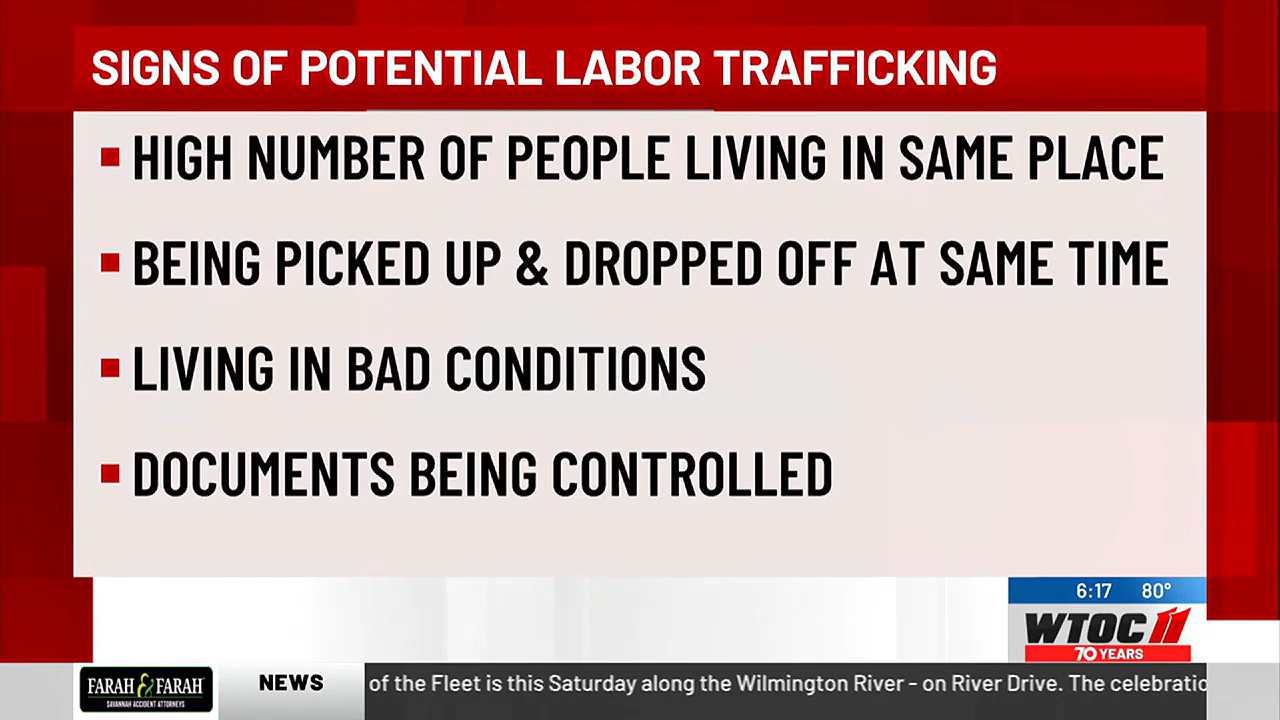 SIGNS OF POTENTIAL LABOR TRAFFICKING
HIGH NUMBER OF PEOPLE LIVING IN SAME PLACE
BEING PICKED UP & DROPPED OFF AT SAME TIME
LIVING IN BAD CONDITIONS
DOCUMENTS BEING CONTROLLED
6:17 80°
WTOC 11
70 YEARS
FARAH & FARAH
SAVANNAH ACCIDENT ATTORNEYS
NEWS
of the Fleet is this Saturday along the Wilmington River - on River Drive. The celebratio